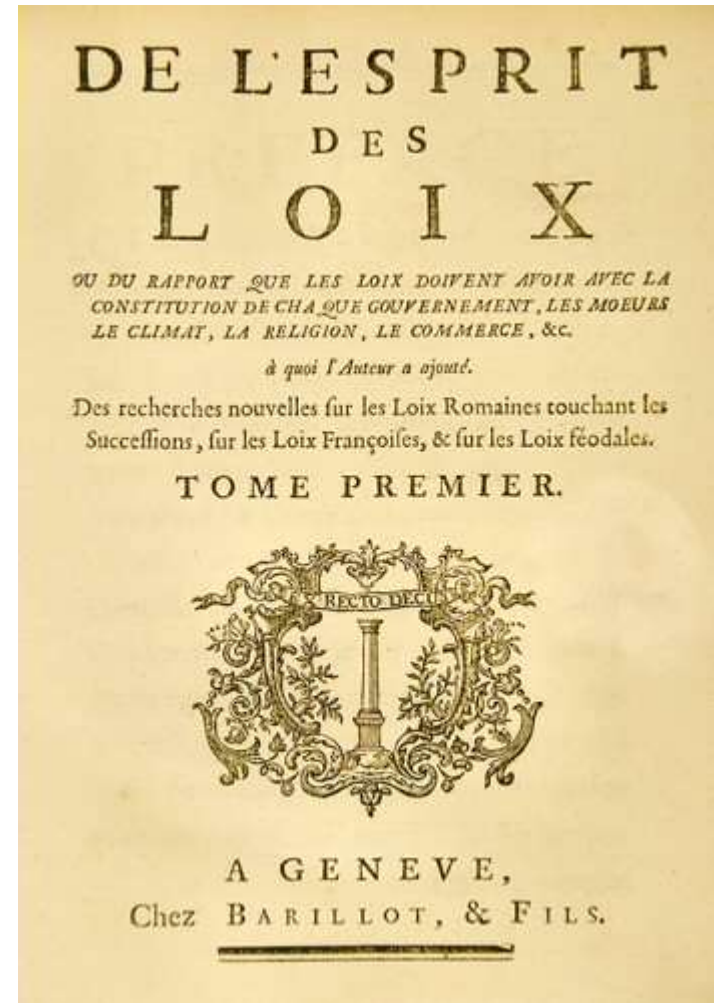 DE L'ESPRIT
DES
LOIX
OU DU RAPPORT QUE LES LOIX DOIVENT AVOIR AVEC LA
CONSTITUTION DE CHAQUE GOUVERNEMENT, LES MOEURS
LE CLIMAT, LA RELIGION, LE COMMERCE, &c.
à quoi l'Auteur a ajouté.
Des recherches nouvelles ſur les Loix Romaines touchant les
Succeſſions, ſur les Loix Françoiſes, & ſur les Loix féodales.
TOME PREMIER.
RECTO DECUS
A GENEVE,
Chez BARILLOT, & FILS.